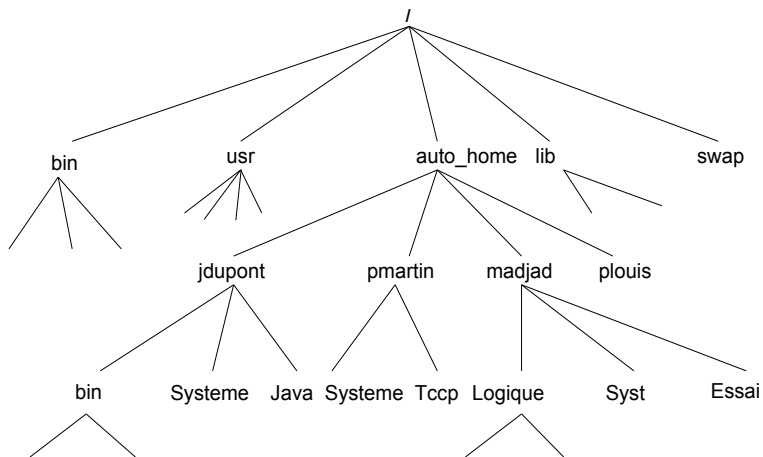 /
bin usr auto_home lib swap
jdupont pmartin madjad plouis
bin Systeme Java Systeme Tccp Logique Syst Essai